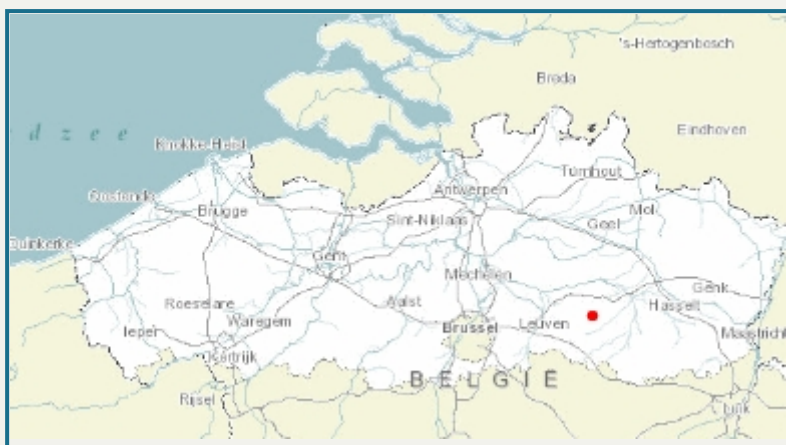 's-Hertogenbosch
Breda
d z e e
Eindhoven
Knokke-Heist
Turnhout
Antwerpen
Oostende
Brugge
Sint-Niklaas
Geel
Mol
Duinkerke
Gent
Mechelen
Genk
Roeselare
Aalst
Hasselt
Ieper
Waregem
Brussel
Leuven
Maastricht
Kortrijk
BELGIË
Rijsel
Luik